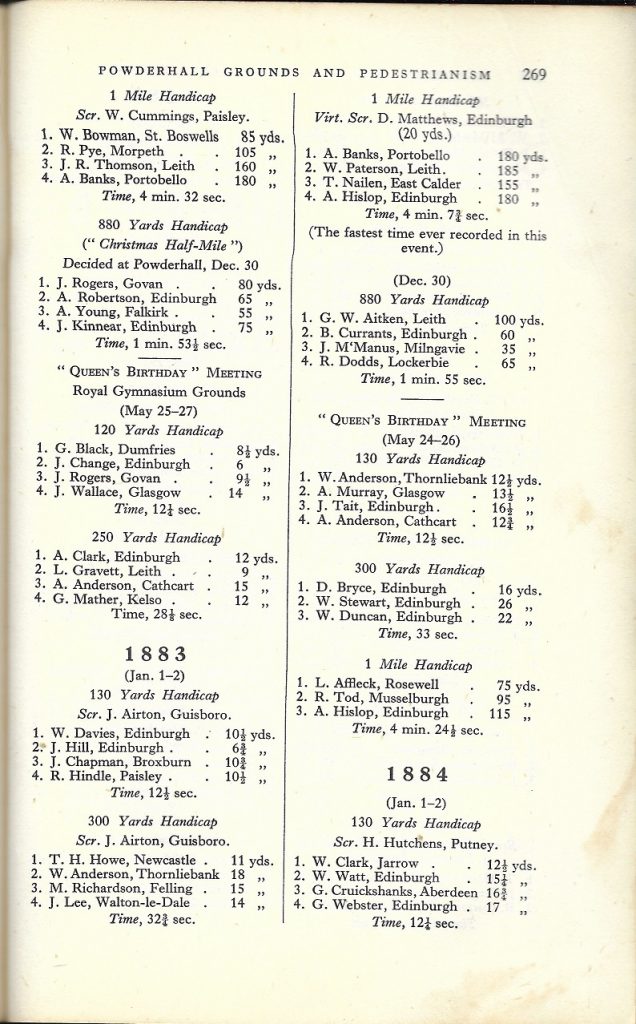 POWDERHALL GROUNDS AND PEDESTRIANISM 269
1 Mile Handicap
Scr. W. Cummings, Paisley.
1. W. Bowman, St. Boswells 85 yds.
2. R. Pye, Morpeth . . 105 ,,
3. J. R. Thomson, Leith . 160 ,,
4. A. Banks, Portobello . 180 ,,
Time, 4 min. 32 sec.
880 Yards Handicap
(" Christmas Half-Mile ")
Decided at Powderhall, Dec. 30
1. J. Rogers, Govan . . 80 yds.
2. A. Robertson, Edinburgh 65 ,,
3. A. Young, Falkirk . . 55 ,,
4. J. Kinnear, Edinburgh . 75 ,,
Time, 1 min. 53½ sec.
" QUEEN'S BIRTHDAY " MEETING
Royal Gymnasium Grounds
(May 25–27)
120 Yards Handicap
1. G. Black, Dumfries . 8½ yds.
2. J. Change, Edinburgh . 6 ,,
3. J. Rogers, Govan . . 9½ ,,
4. J. Wallace, Glasgow . 14 ,,
Time, 12¼ sec.
250 Yards Handicap
1. A. Clark, Edinburgh . 12 yds.
2. L. Gravett, Leith . . 9 ,,
3. A. Anderson, Cathcart . 15 ,,
4. G. Mather, Kelso . . 12 ,,
Time, 28½ sec.
1883
(Jan. 1–2)
130 Yards Handicap
Scr. J. Airton, Guisboro.
1. W. Davies, Edinburgh . 10½ yds.
2. J. Hill, Edinburgh . . 6¾ ,,
3. J. Chapman, Broxburn . 10¾ ,,
4. R. Hindle, Paisley . . 10½ ,,
Time, 12½ sec.
300 Yards Handicap
Scr. J. Airton, Guisboro.
1. T. H. Howe, Newcastle . 11 yds.
2. W. Anderson, Thornliebank 18 ,,
3. M. Richardson, Felling . 15 ,,
4. J. Lee, Walton-le-Dale . 14 ,,
Time, 32¾ sec.
1 Mile Handicap
Virt. Scr. D. Matthews, Edinburgh
(20 yds.)
1. A. Banks, Portobello . 180 yds.
2. W. Paterson, Leith. . 185 ,,
3. T. Nailen, East Calder . 155 ,,
4. A. Hislop, Edinburgh . 180 ,,
Time, 4 min. 7¾ sec.
(The fastest time ever recorded in this
event.)
(Dec. 30)
880 Yards Handicap
1. G. W. Aitken, Leith . 100 yds.
2. B. Currants, Edinburgh . 60 ,,
3. J. M'Manus, Milngavie . 35 ,,
4. R. Dodds, Lockerbie . 65 ,,
Time, 1 min. 55 sec.
" QUEEN'S BIRTHDAY " MEETING
(May 24–26)
130 Yards Handicap
1. W. Anderson, Thornliebank 12½ yds.
2. A. Murray, Glasgow . 13½ ,,
3. J. Tait, Edinburgh . . 16½ ,,
4. A. Anderson, Cathcart . 12¾ ,,
Time, 12½ sec.
300 Yards Handicap
1. D. Bryce, Edinburgh . 16 yds.
2. W. Stewart, Edinburgh . 26 ,,
3. W. Duncan, Edinburgh . 22 ,,
Time, 33 sec.
1 Mile Handicap
1. L. Affleck, Rosewell . 75 yds.
2. R. Tod, Musselburgh . 95 ,,
3. A. Hislop, Edinburgh . 115 ,,
Time, 4 min. 24½ sec.
1884
(Jan. 1–2)
130 Yards Handicap
Scr. H. Hutchens, Putney.
1. W. Clark, Jarrow . . 12½ yds.
2. W. Watt, Edinburgh . 15¼ ,,
3. G. Cruickshanks, Aberdeen 16¾ ,,
4. G. Webster, Edinburgh . 17 ,,
Time, 12¼ sec.